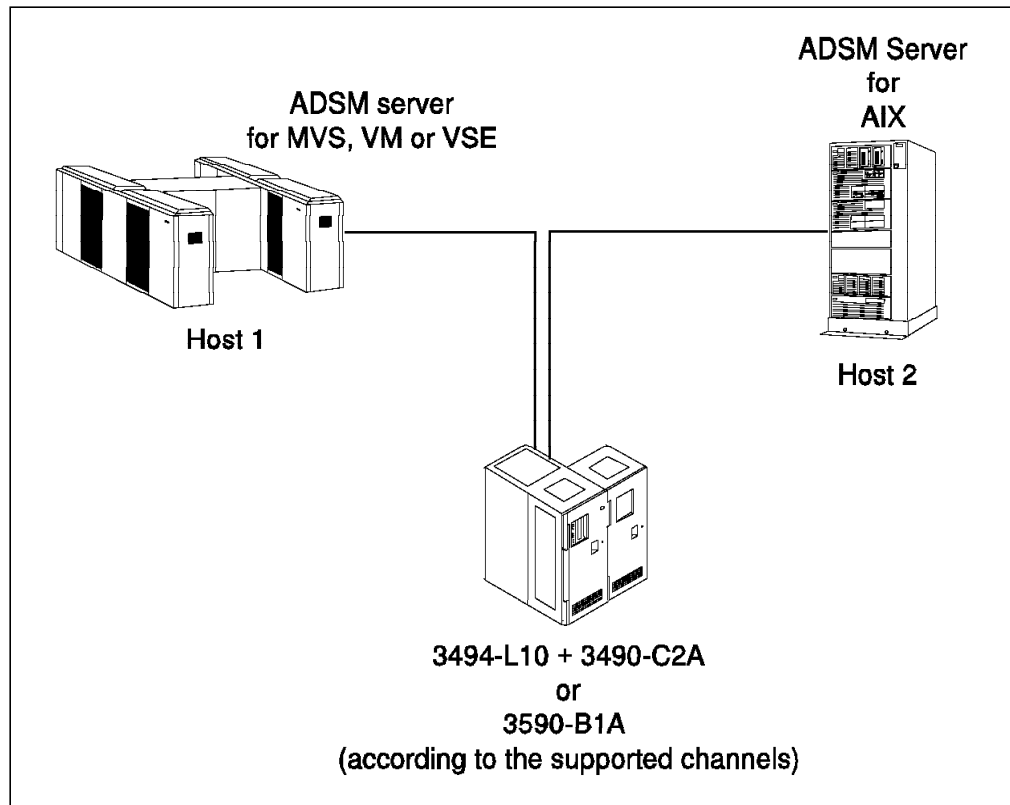 ADSM server
for MVS, VM or VSE
Host 1
ADSM Server
for
AIX
Host 2
3494-L10 + 3490-C2A
or
3590-B1A
(according to the supported channels)